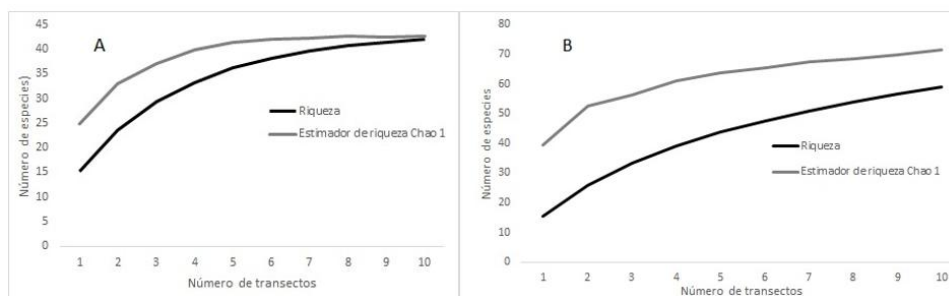 A
Número de especies
45
40
35
30
25
20
15
10
5
0
Riqueza
Estimador de riqueza Chao 1
1 2 3 4 5 6 7 8 9 10
Número de transectos
B
Número de especies
80
70
60
50
40
30
20
10
0
Riqueza
Estimador de riqueza Chao 1
1 2 3 4 5 6 7 8 9 10
Número de transectos